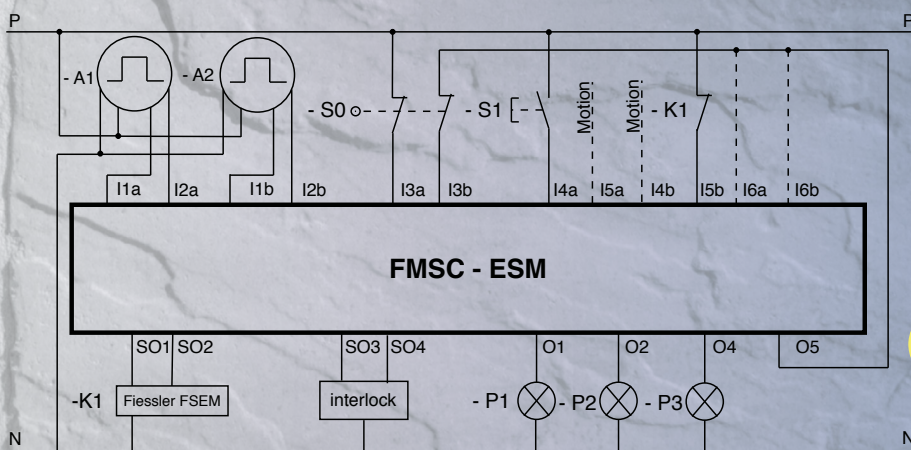 P P
- A1 - A2
- S0 - S1 Motion Motion - K1
I1a I2a I1b I2b I3a I3b I4a I5a I4b I5b I6a I6b
FMSC - ESM
SO1 SO2 SO3 SO4 O1 O2 O4 O5
-K1 Fiessler FSEM interlock - P1 - P2 - P3
N N